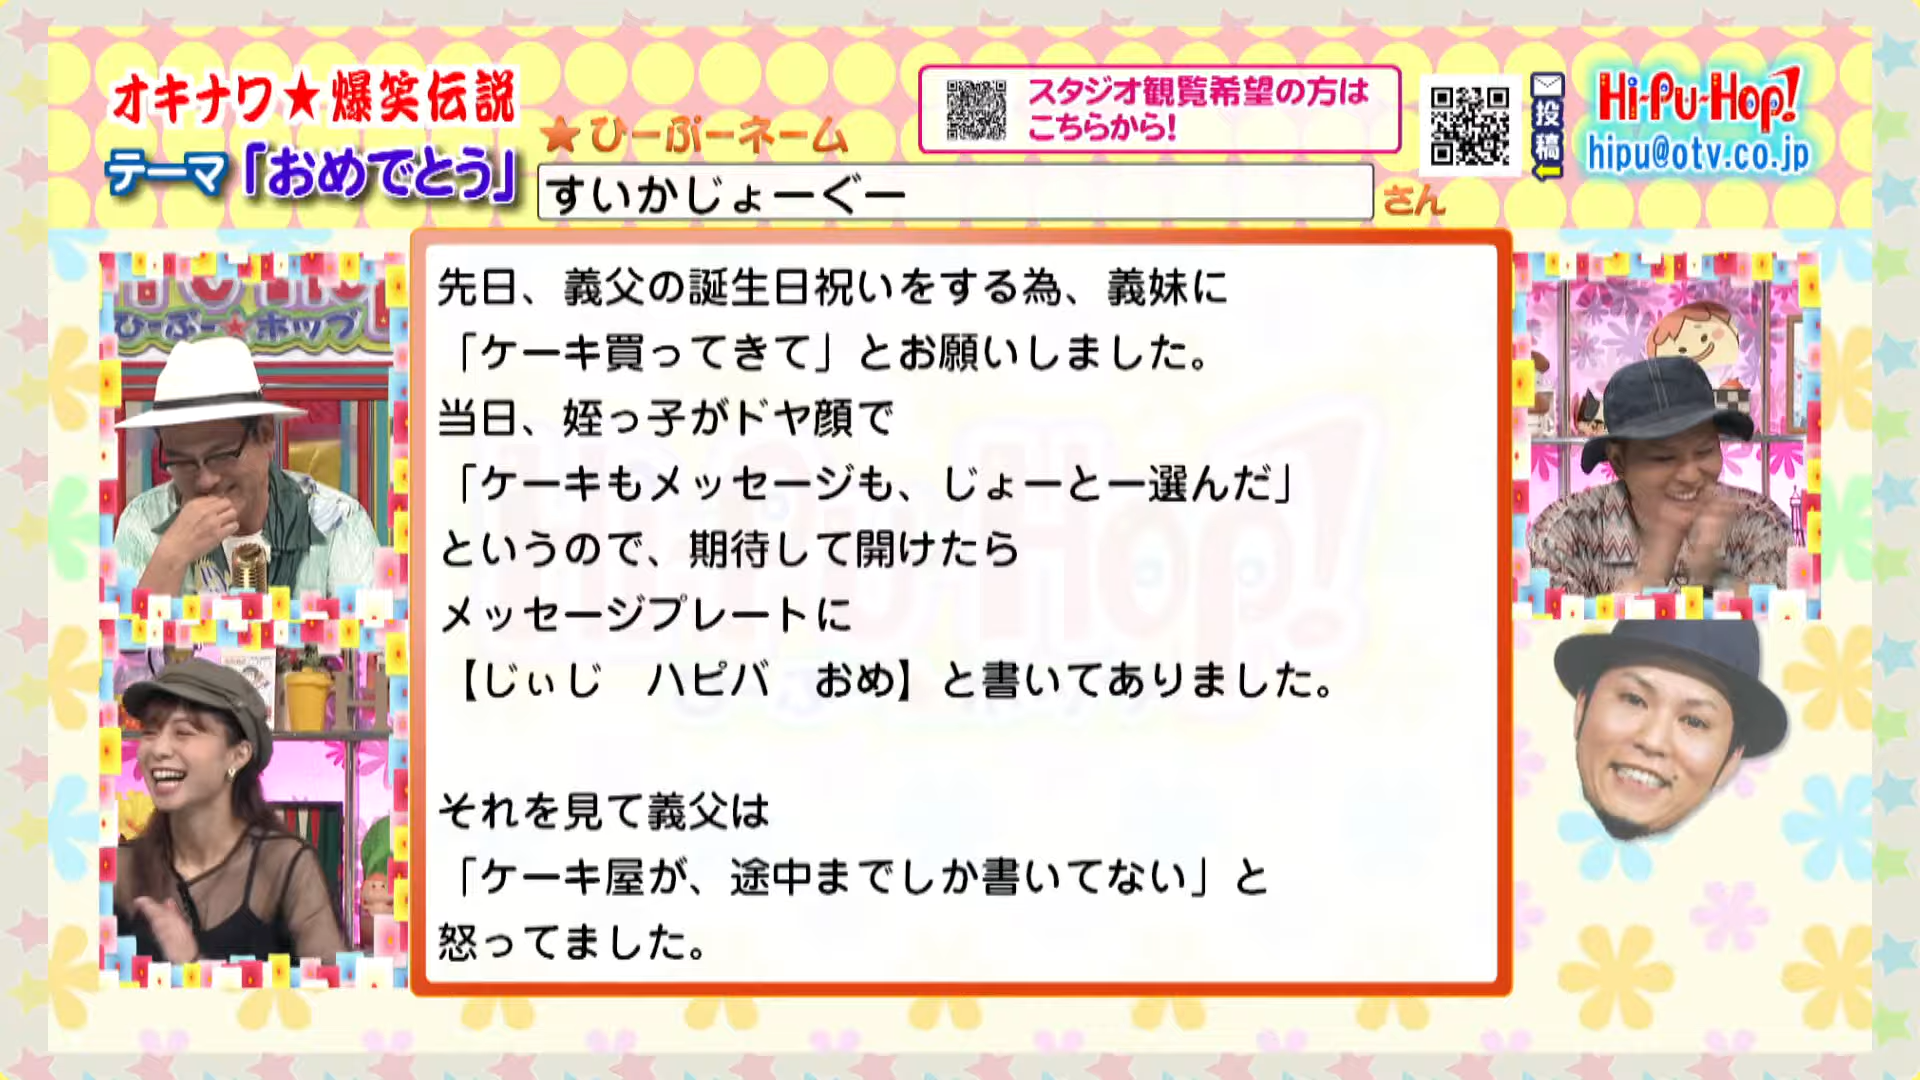 オキナワ★爆笑伝説
テーマ「おめでとう」
★ひーぷーネーム
すいかじょーぐー
さん
スタジオ観覧希望の方は
こちらから!
投稿
Hi-Pu-Hop!
hipu@otv.co.jp
ひーぷー★ホップ
先日、義父の誕生日祝いをする為、義妹に
「ケーキ買ってきて」とお願いしました。
当日、姪っ子がドヤ顔で
「ケーキもメッセージも、じょーとー選んだ」
というので、期待して開けたら
メッセージプレートに
【じぃじ　ハピバ　おめ】と書いてありました。
それを見て義父は
「ケーキ屋が、途中までしか書いてない」と
怒ってました。